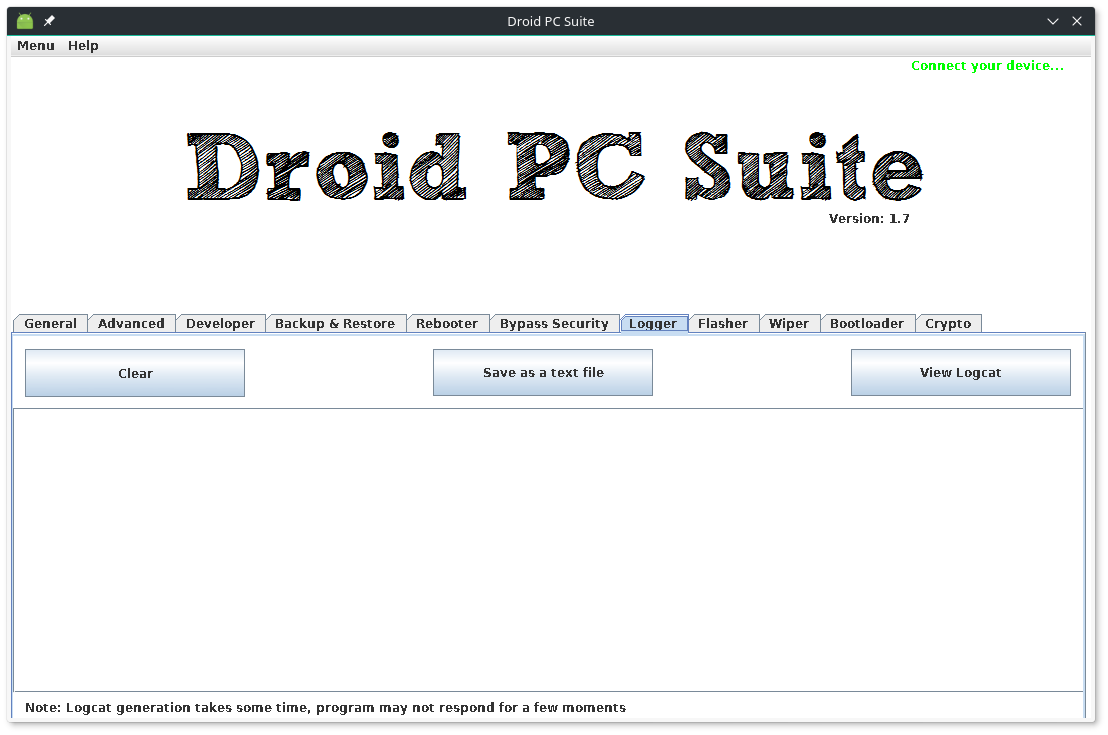 Droid PC Suite
Menu Help
Connect your device...
Droid PC Suite
Version: 1.7
General Advanced Developer Backup & Restore Rebooter Bypass Security Logger Flasher Wiper Bootloader Crypto
Clear Save as a text file View Logcat
Note: Logcat generation takes some time, program may not respond for a few moments